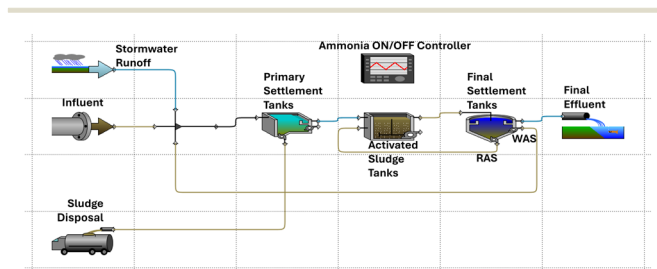 Stormwater
Runoff
Ammonia ON/OFF Controller
Primary
Settlement
Tanks
Final
Settlement
Tanks
Influent
Final
Effluent
Activated
Sludge
Tanks
WAS
RAS
Sludge
Disposal